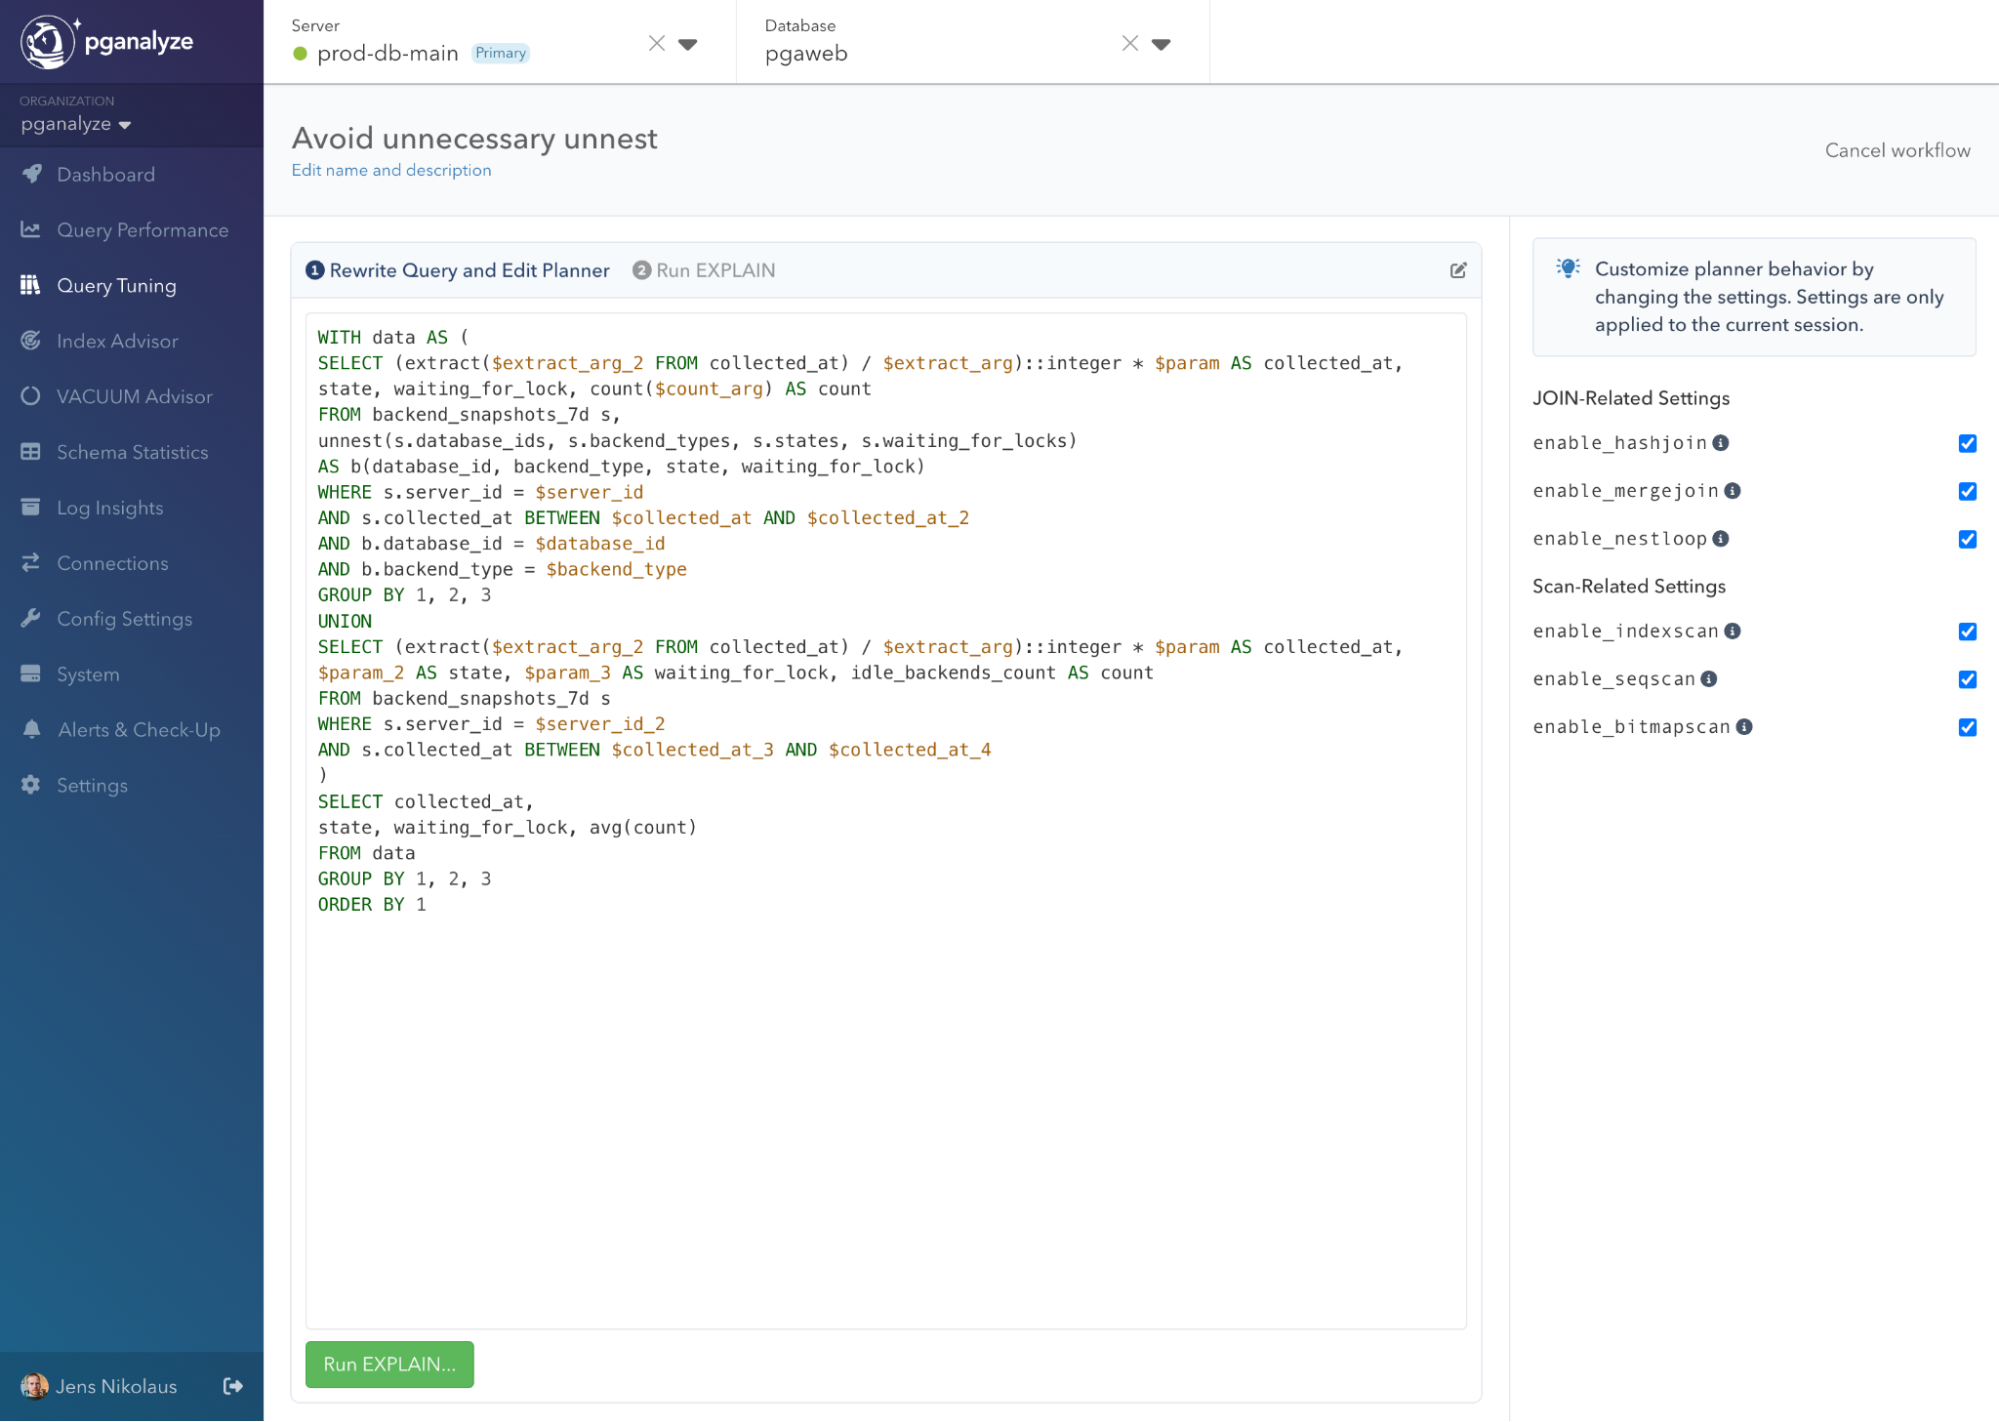 pganalyze
ORGANIZATION
pganalyze
Dashboard
Query Performance
Query Tuning
Index Advisor
VACUUM Advisor
Schema Statistics
Log Insights
Connections
Config Settings
System
Alerts & Check-Up
Settings
Jens Nikolaus
Server
prod-db-main Primary
Database
pgaweb
Avoid unnecessary unnest
Edit name and description
Cancel workflow
1 Rewrite Query and Edit Planner 2 Run EXPLAIN
WITH data AS (
SELECT (extract($extract_arg_2 FROM collected_at) / $extract_arg)::integer * $param AS collected_at,
state, waiting_for_lock, count($count_arg) AS count
FROM backend_snapshots_7d s,
unnest(s.database_ids, s.backend_types, s.states, s.waiting_for_locks)
AS b(database_id, backend_type, state, waiting_for_lock)
WHERE s.server_id = $server_id
AND s.collected_at BETWEEN $collected_at AND $collected_at_2
AND b.database_id = $database_id
AND b.backend_type = $backend_type
GROUP BY 1, 2, 3
UNION
SELECT (extract($extract_arg_2 FROM collected_at) / $extract_arg)::integer * $param AS collected_at,
$param_2 AS state, $param_3 AS waiting_for_lock, idle_backends_count AS count
FROM backend_snapshots_7d s
WHERE s.server_id = $server_id_2
AND s.collected_at BETWEEN $collected_at_3 AND $collected_at_4
)
SELECT collected_at,
state, waiting_for_lock, avg(count)
FROM data
GROUP BY 1, 2, 3
ORDER BY 1
Run EXPLAIN...
Customize planner behavior by
changing the settings. Settings are only
applied to the current session.
JOIN-Related Settings
enable_hashjoin
enable_mergejoin
enable_nestloop
Scan-Related Settings
enable_indexscan
enable_seqscan
enable_bitmapscan